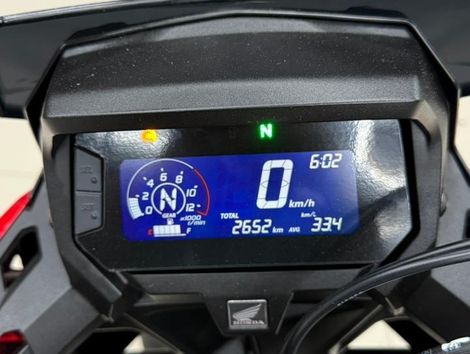 N
SEL
6:02
4 6 8
2 10
0 12
N
GEAR
x1000
r/min
E F
0 km/h
TOTAL 2652 km
km/L
AVG 33.4
HONDA